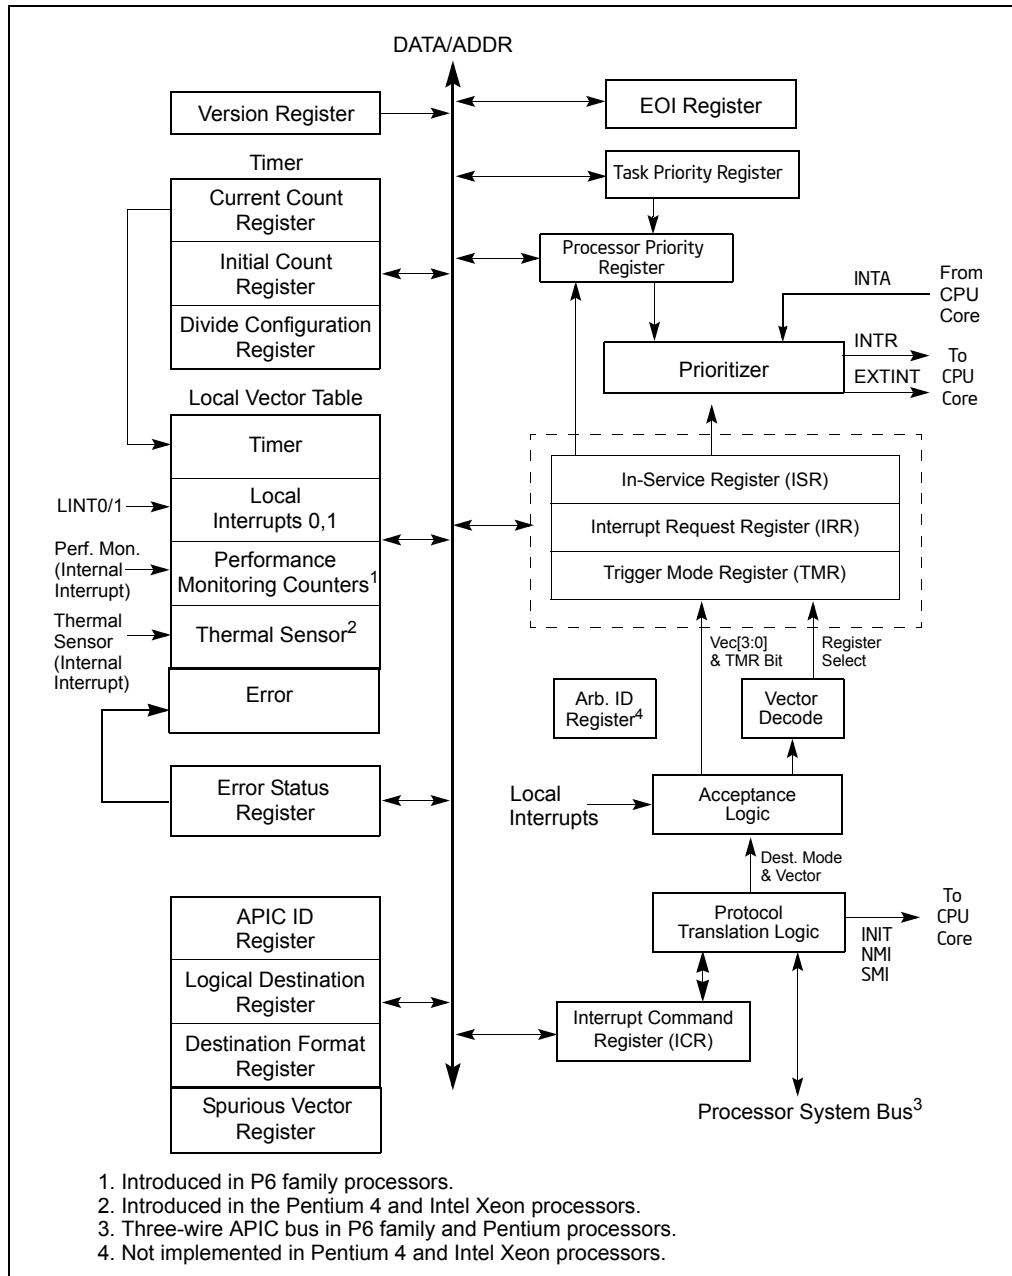 DATA/ADDR
Version Register
EOI Register
Timer
Task Priority Register
Current Count
Register
Initial Count
Register
Divide Configuration
Register
Processor Priority
Register
INTA
From
CPU
Core
Prioritizer
INTR
EXTINT
To
CPU
Core
Local Vector Table
Timer
Local
Interrupts 0,1
Performance
Monitoring Counters1
Thermal Sensor2
Error
LINT0/1
Perf. Mon.
(Internal
Interrupt)
Thermal
Sensor
(Internal
Interrupt)
In-Service Register (ISR)
Interrupt Request Register (IRR)
Trigger Mode Register (TMR)
Vec[3:0]
& TMR Bit
Register
Select
Arb. ID
Register4
Vector
Decode
Error Status
Register
Local
Interrupts
Acceptance
Logic
Dest. Mode
& Vector
Protocol
Translation Logic
INIT
NMI
SMI
To
CPU
Core
APIC ID
Register
Logical Destination
Register
Destination Format
Register
Spurious Vector
Register
Interrupt Command
Register (ICR)
Processor System Bus3
1. Introduced in P6 family processors.
2. Introduced in the Pentium 4 and Intel Xeon processors.
3. Three-wire APIC bus in P6 family and Pentium processors.
4. Not implemented in Pentium 4 and Intel Xeon processors.